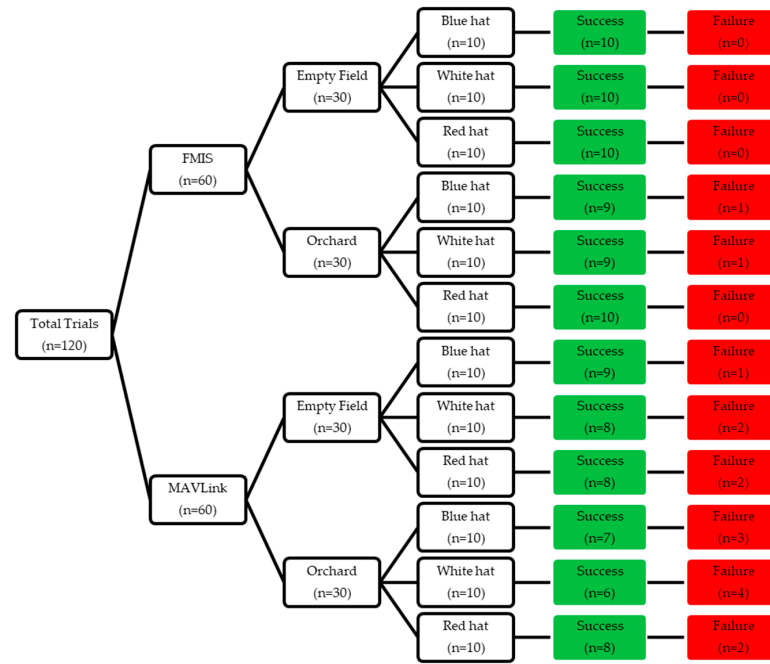 Total Trials
(n=120)
FMIS
(n=60)
Empty Field
(n=30)
Blue hat
(n=10)
Success
(n=10)
Failure
(n=0)
White hat
(n=10)
Success
(n=10)
Failure
(n=0)
Red hat
(n=10)
Success
(n=10)
Failure
(n=0)
Orchard
(n=30)
Blue hat
(n=10)
Success
(n=9)
Failure
(n=1)
White hat
(n=10)
Success
(n=9)
Failure
(n=1)
Red hat
(n=10)
Success
(n=10)
Failure
(n=0)
MAVLink
(n=60)
Empty Field
(n=30)
Blue hat
(n=10)
Success
(n=9)
Failure
(n=1)
White hat
(n=10)
Success
(n=8)
Failure
(n=2)
Red hat
(n=10)
Success
(n=8)
Failure
(n=2)
Orchard
(n=30)
Blue hat
(n=10)
Success
(n=7)
Failure
(n=3)
White hat
(n=10)
Success
(n=6)
Failure
(n=4)
Red hat
(n=10)
Success
(n=8)
Failure
(n=2)